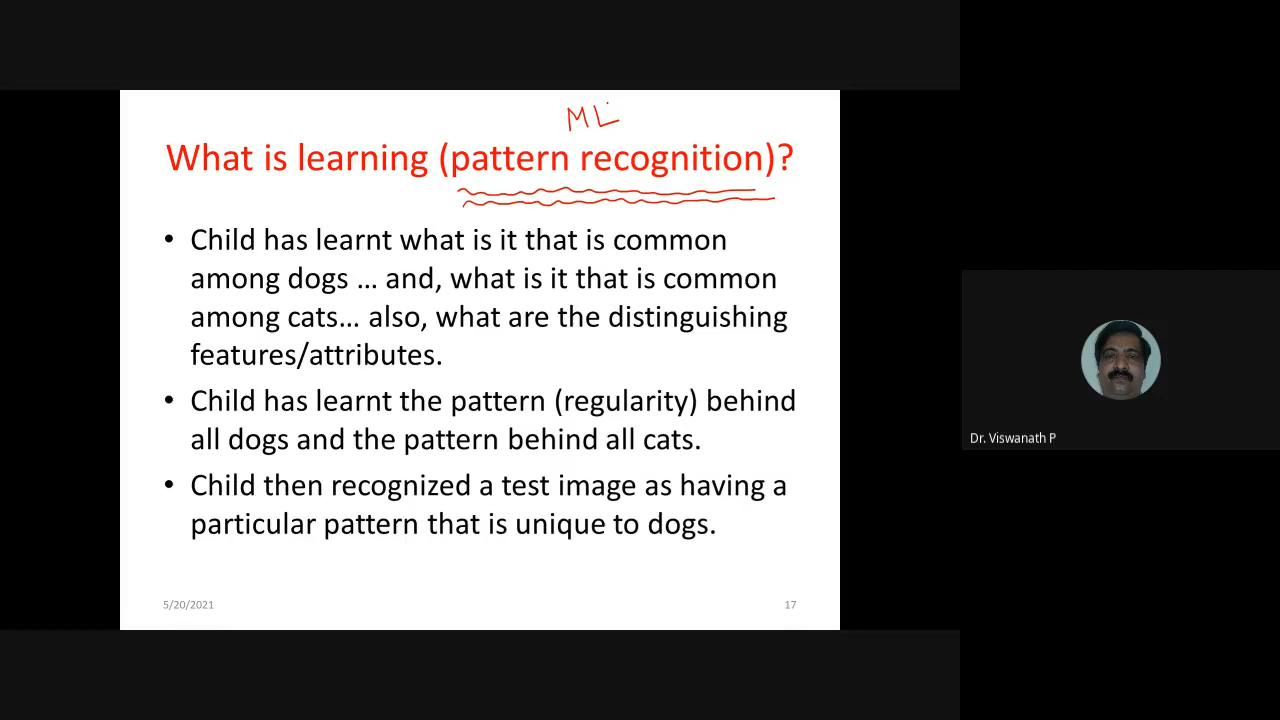 ML
What is learning (pattern recognition)?
• Child has learnt what is it that is common
among dogs … and, what is it that is common
among cats… also, what are the distinguishing
features/attributes.
• Child has learnt the pattern (regularity) behind
all dogs and the pattern behind all cats.
• Child then recognized a test image as having a
particular pattern that is unique to dogs.
5/20/2021
17
Dr. Viswanath P